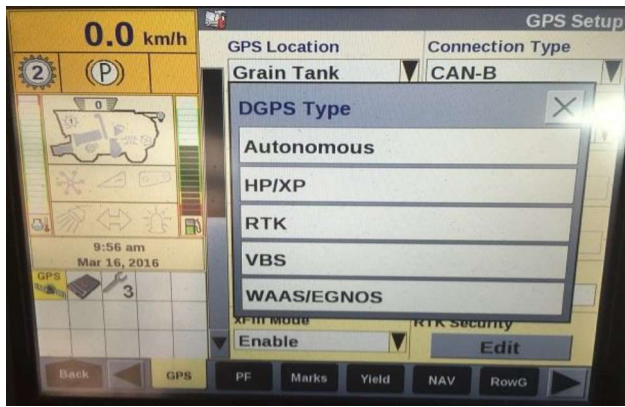 0.0 km/h
GPS Setup
GPS Location
Connection Type
2
(P)
Grain Tank
CAN-B
0
DGPS Type
Autonomous
HP/XP
RTK
VBS
WAAS/EGNOS
9:56 am
Mar 16, 2016
GPS
3
xFill Mode
RTK Security
Enable
Edit
Back
GPS
PF
Marks
Yield
NAV
RowG